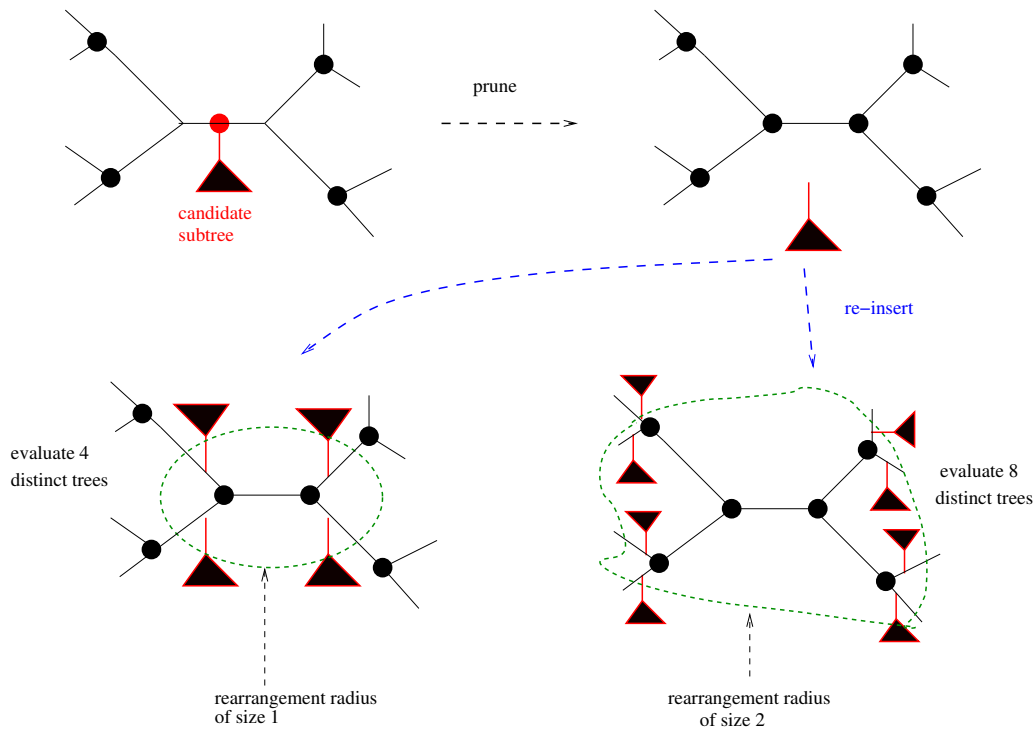 prune
candidate
subtree
re−insert
evaluate 4
distinct trees
evaluate 8
distinct trees
rearrangement radius
of size 1
rearrangement radius
of size 2